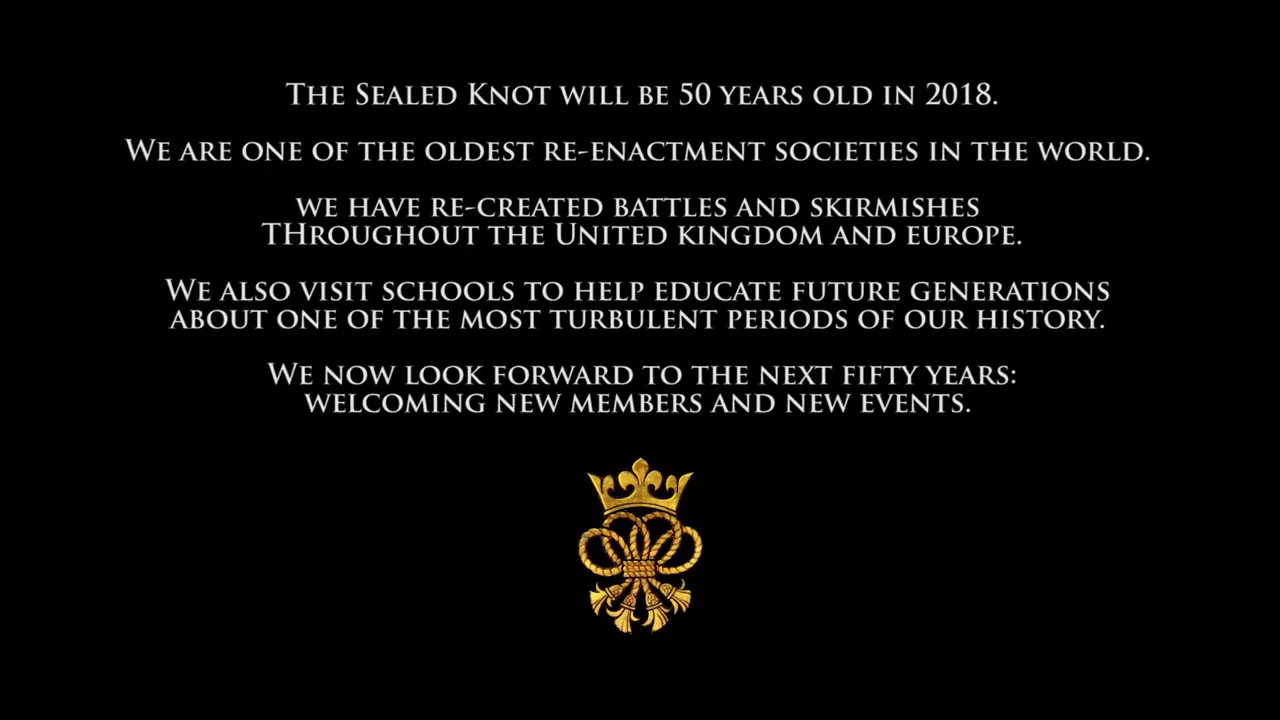 The Sealed Knot will be 50 years old in 2018.
We are one of the oldest re-enactment societies in the world.
we have re-created battles and skirmishes
THroughout the United kingdom and europe.
We also visit schools to help educate future generations
about one of the most turbulent periods of our history.
We now look forward to the next fifty years:
welcoming new members and new events.